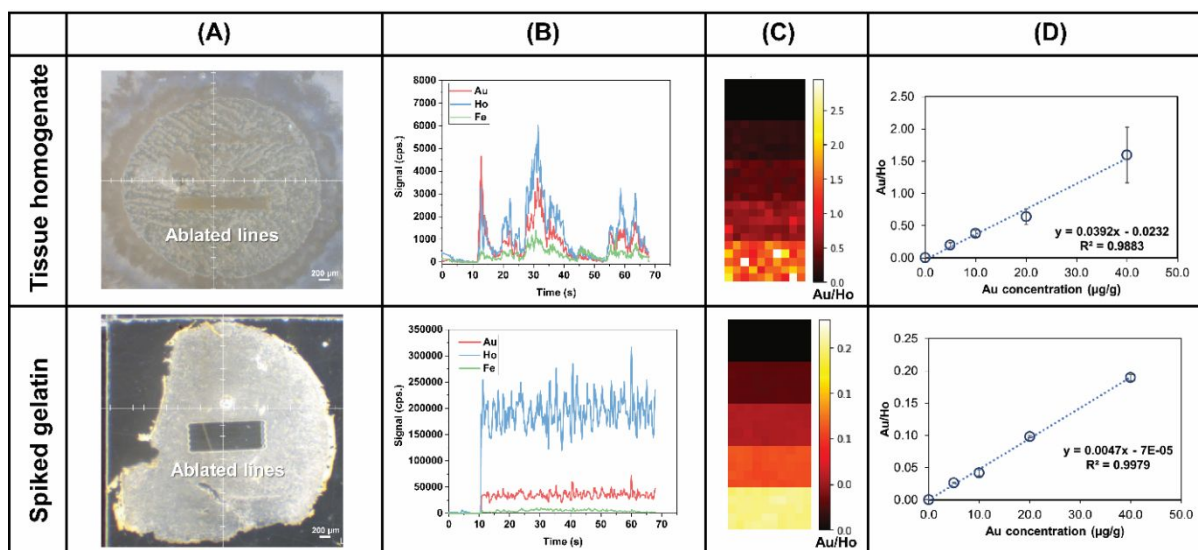 (A)
(B)
(C)
(D)
Tissue homogenate
Ablated lines
200 µm
8000
7000
6000
5000
4000
3000
2000
1000
0
Signal (cps.)
Au
Ho
Fe
0 10 20 30 40 50 60 70
Time (s)
2.5
2.0
1.5
1.0
0.5
0.0
Au/Ho
2.50
2.00
1.50
1.00
0.50
0.00
Au/Ho
y = 0.0392x - 0.0232
R² = 0.9883
0.0 10.0 20.0 30.0 40.0 50.0
Au concentration (µg/g)
Spiked gelatin
Ablated lines
200 µm
350000
300000
250000
200000
150000
100000
50000
0
Signal (cps.)
Au
Ho
Fe
0 10 20 30 40 50 60 70
Time (s)
0.2
0.2
0.1
0.1
0.0
0.0
Au/Ho
0.25
0.20
0.15
0.10
0.05
0.00
Au/Ho
y = 0.0047x - 7E-05
R² = 0.9979
0.0 10.0 20.0 30.0 40.0 50.0
Au concentration (µg/g)